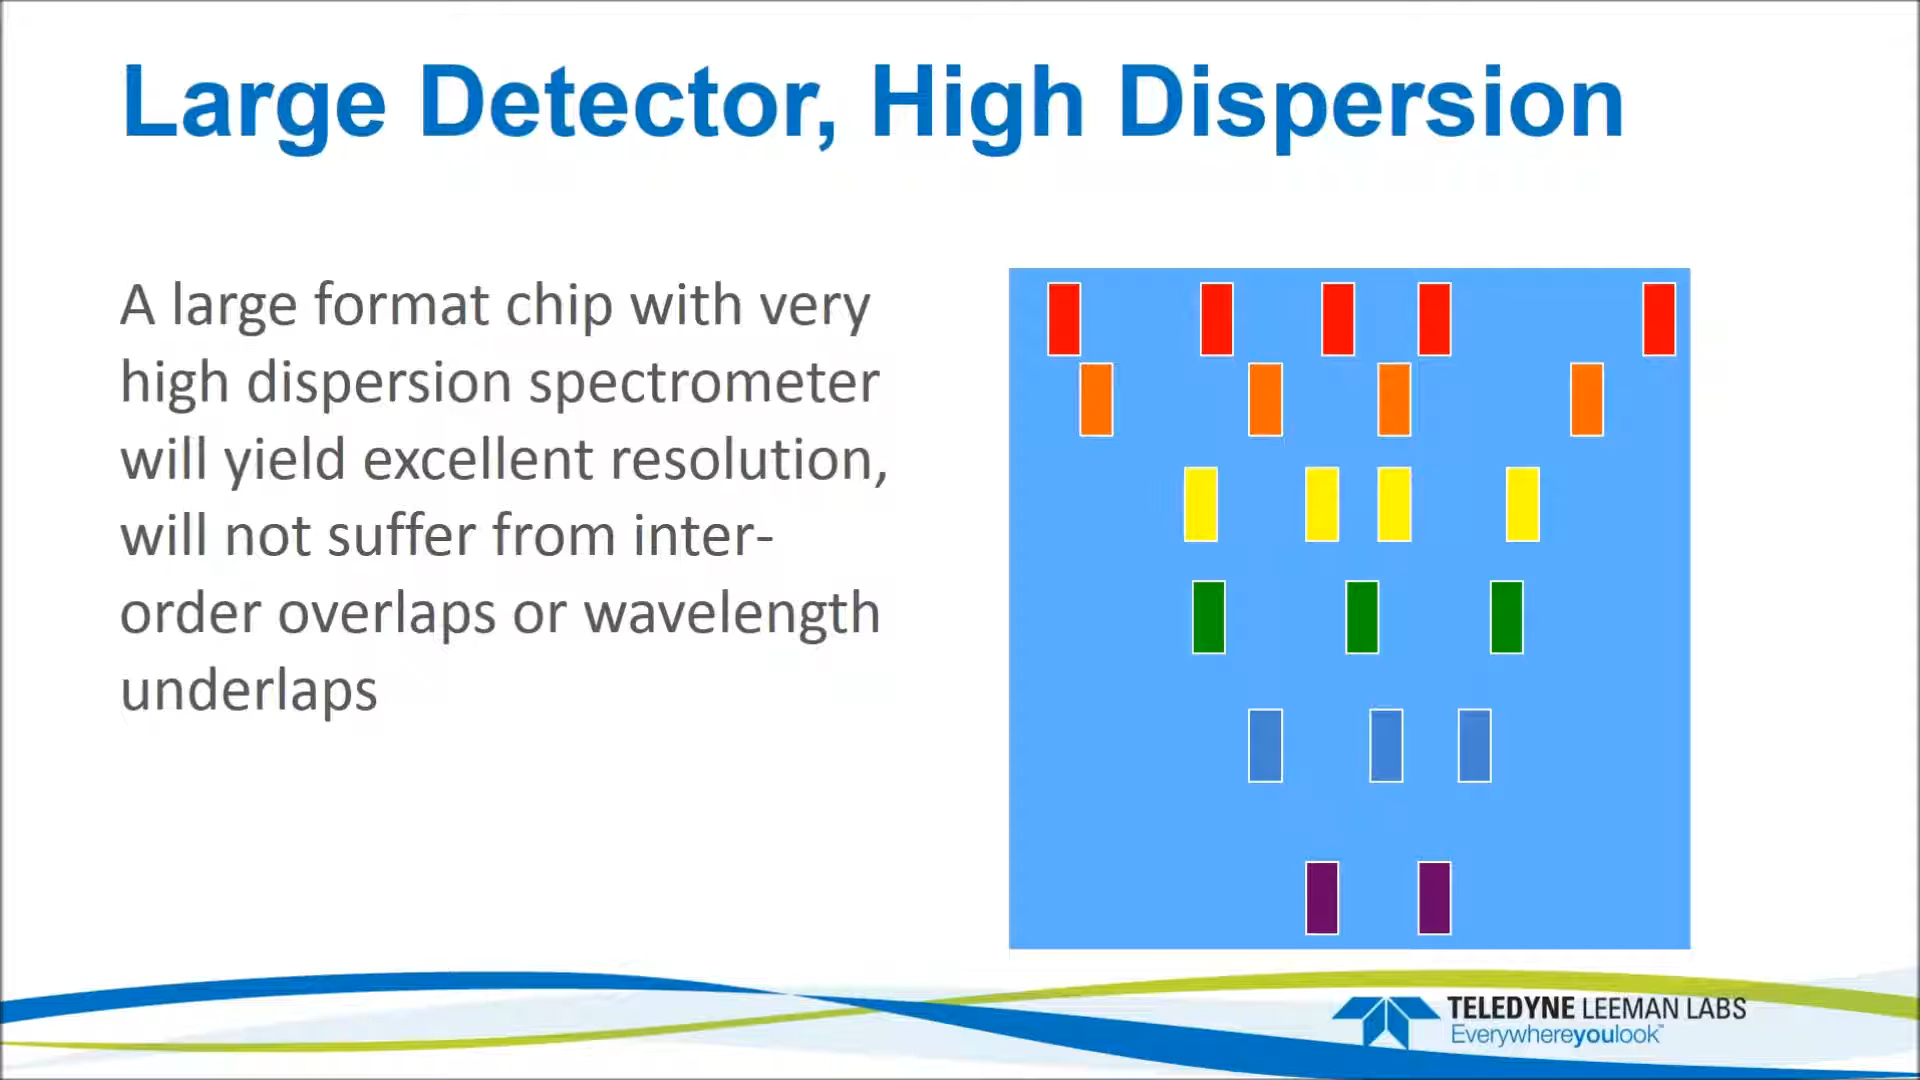 Large Detector, High Dispersion
A large format chip with very
high dispersion spectrometer
will yield excellent resolution,
will not suffer from inter-
order overlaps or wavelength
underlaps
TELEDYNE LEEMAN LABS
Everywhereyoulook™